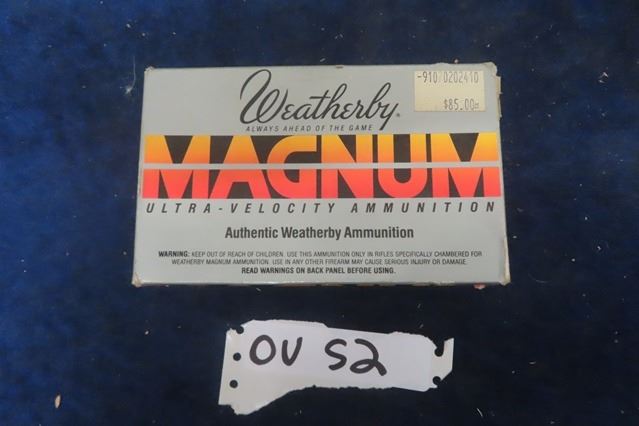 Weatherby®
ALWAYS AHEAD OF THE GAME
-910 0202410
$85.00
MAGNUM
ULTRA-VELOCITY AMMUNITION
Authentic Weatherby Ammunition
WARNING: KEEP OUT OF REACH OF CHILDREN. USE THIS AMMUNITION ONLY IN RIFLES SPECIFICALLY CHAMBERED FOR
WEATHERBY MAGNUM AMMUNITION. USE IN ANY OTHER FIREARM MAY CAUSE SERIOUS INJURY OR DAMAGE.
READ WARNINGS ON BACK PANEL BEFORE USING.
OV S2